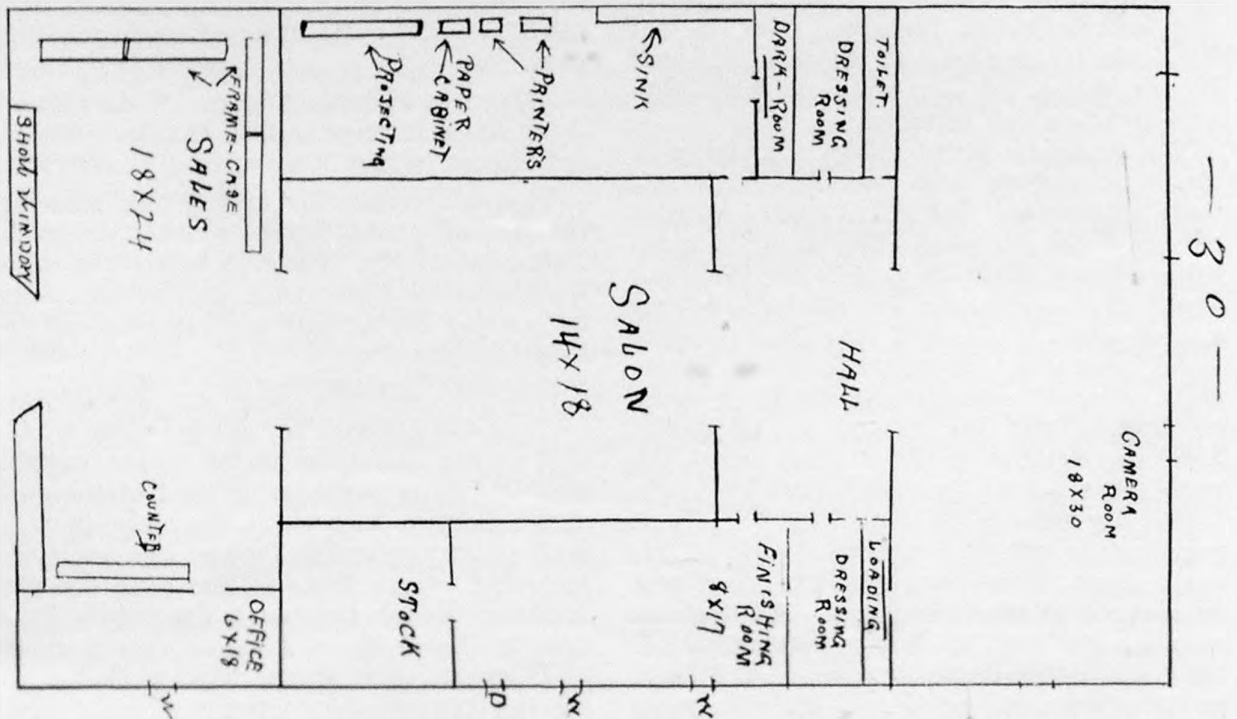 — 30 —
CAMERA
ROOM
18X30
TOILET.
DRESSING
ROOM
DARK-ROOM
HALL
LOADING
DRESSING
ROOM
FINISHING
ROOM
9X17
SINK
PRINTER'S
PAPER
CABINET
PROJECTING
SALON
14X18
STOCK
D
W
W
FRAME-CASE
SALES
18X24
OFFICE
6X18
W
COUNTER
SHOW WINDOW